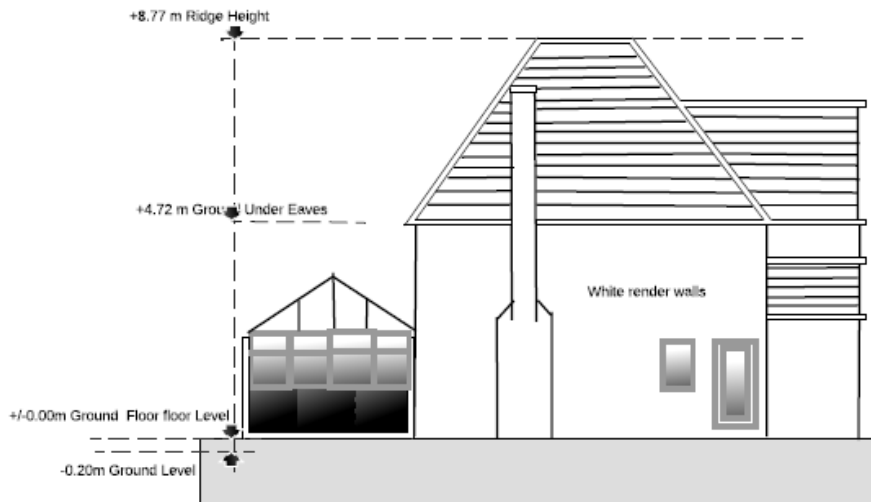 +8.77 m Ridge Height
+4.72 m Ground Under Eaves
White render walls
+/-0.00m Ground Floor floor Level
-0.20m Ground Level